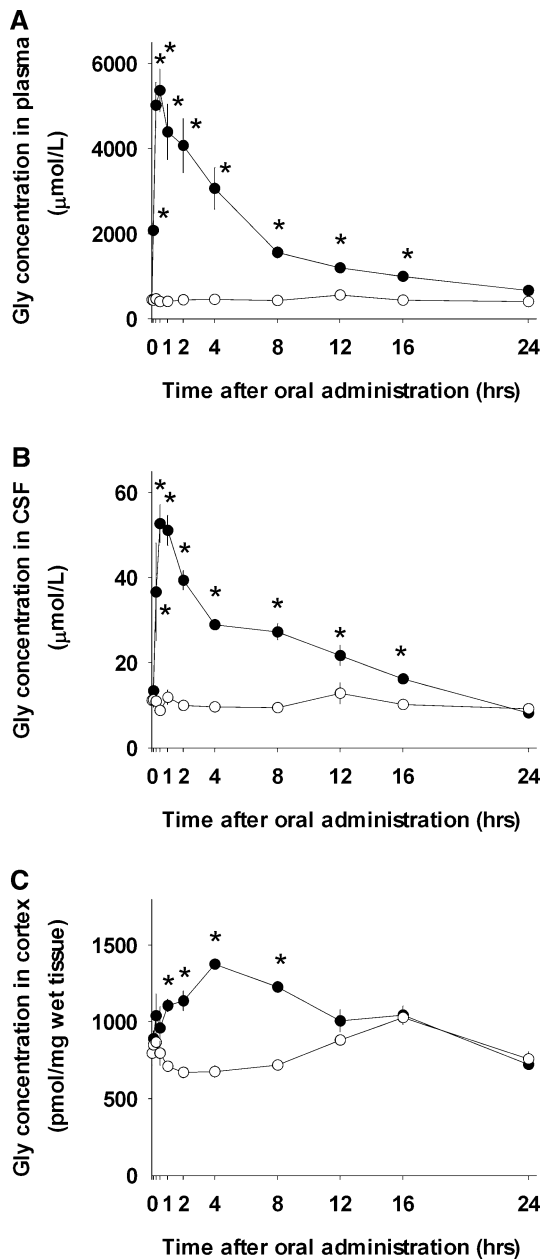 A
Gly concentration in plasma
(μmol/L)
6000
4000
2000
0
* * * * * * * * * *
0 1 2 4 8 12 16 24
Time after oral administration (hrs)
B
Gly concentration in CSF
(μmol/L)
60
40
20
0
* * * * * * * *
0 1 2 4 8 12 16 24
Time after oral administration (hrs)
C
Gly concentration in cortex
(pmol/mg wet tissue)
1500
1000
500
0
* * * * *
0 1 2 4 8 12 16 24
Time after oral administration (hrs)